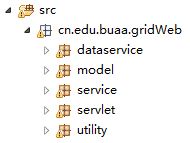 src
cn.edu.buaa.gridWeb
dataservice
model
service
servlet
utility